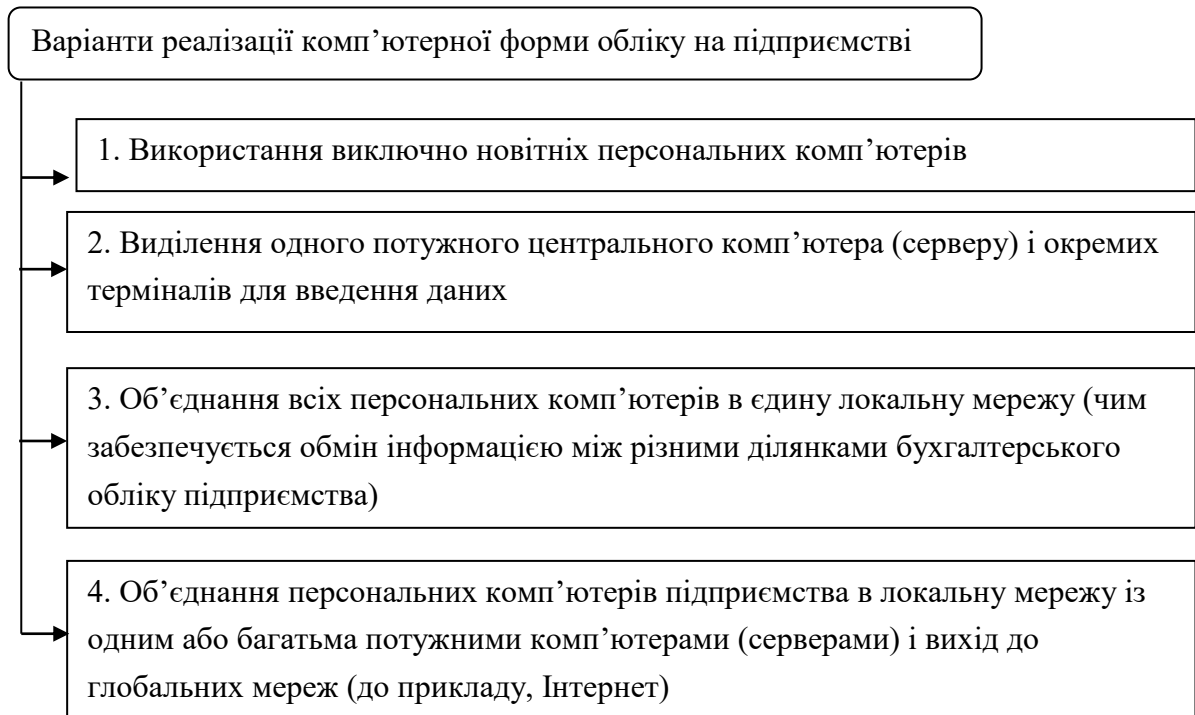 Варіанти реалізації комп’ютерної форми обліку на підприємстві
1. Використання виключно новітніх персональних комп’ютерів
2. Виділення одного потужного центрального комп’ютера (серверу) і окремих
терміналів для введення даних
3. Об’єднання всіх персональних комп’ютерів в єдину локальну мережу (чим
забезпечується обмін інформацією між різними ділянками бухгалтерського
обліку підприємства)
4. Об’єднання персональних комп’ютерів підприємства в локальну мережу із
одним або багатьма потужними комп’ютерами (серверами) і вихід до
глобальних мереж (до прикладу, Інтернет)